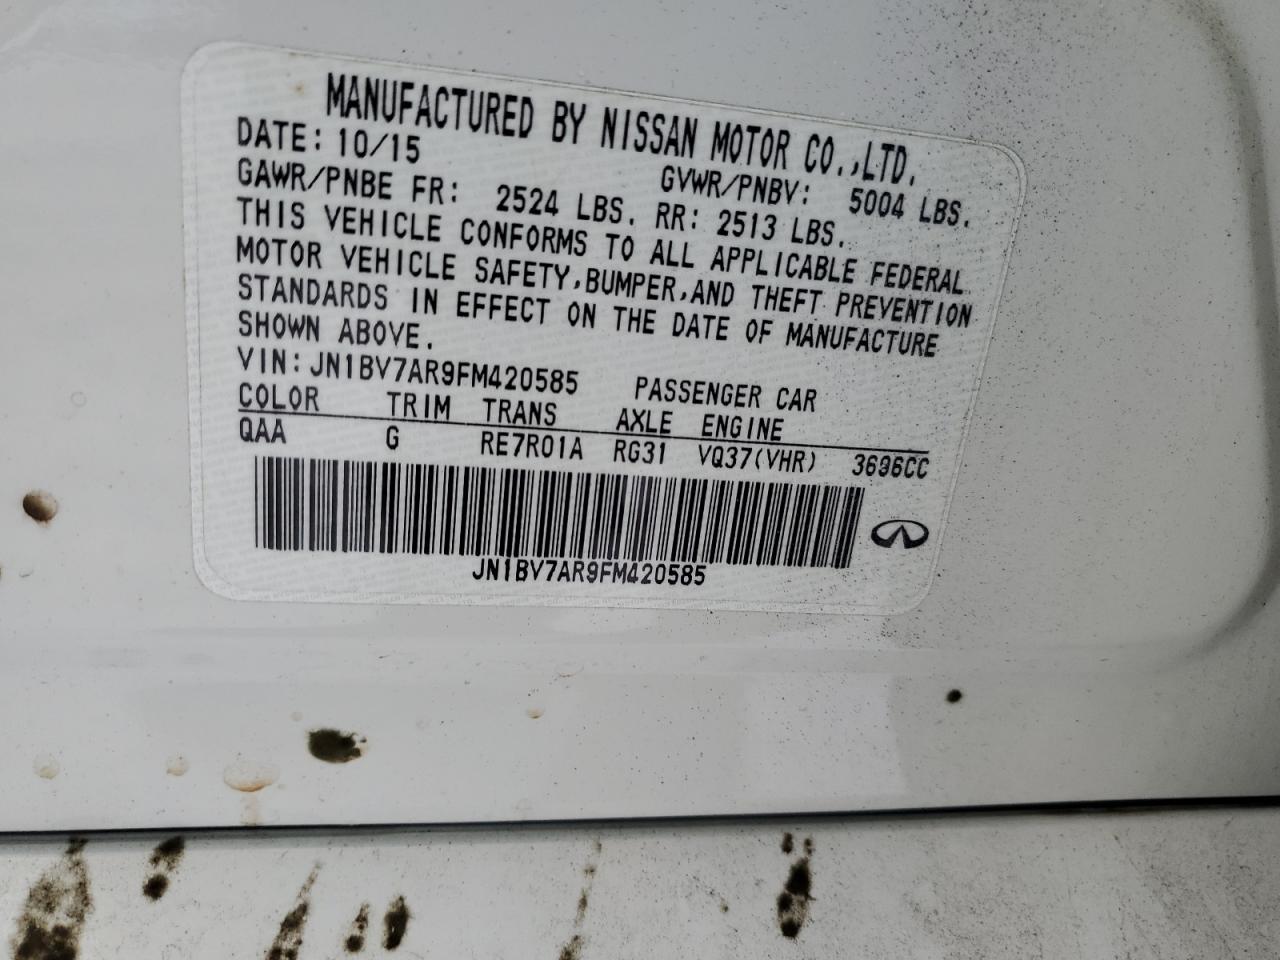 MANUFACTURED BY NISSAN MOTOR CO.,LTD.
DATE: 10/15 GVWR/PNBV: 5004 LBS.
GAWR/PNBE FR: 2524 LBS. RR: 2513 LBS.
THIS VEHICLE CONFORMS TO ALL APPLICABLE FEDERAL
MOTOR VEHICLE SAFETY,BUMPER,AND THEFT PREVENTION
STANDARDS IN EFFECT ON THE DATE OF MANUFACTURE
SHOWN ABOVE.
VIN: JN1BV7AR9FM420585 PASSENGER CAR
COLOR TRIM TRANS AXLE ENGINE
QAA G RE7R01A RG31 VQ37(VHR) 3696CC
JN1BV7AR9FM420585